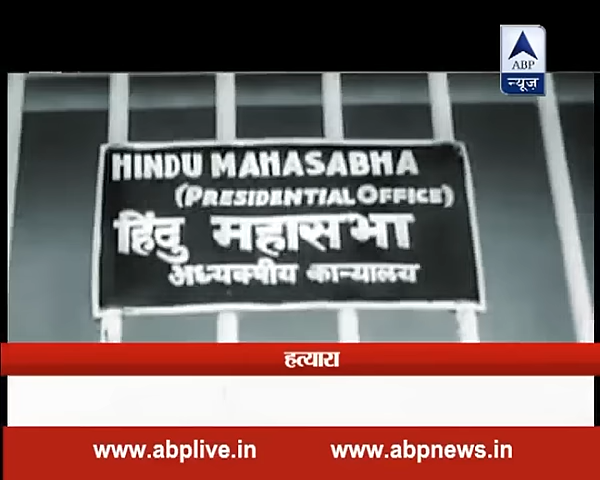 ABP
न्यूज़
HINDU MAHASABHA
(PRESIDENTIAL OFFICE)
हिंदु महासभा
अध्यक्षीय कार्न्यालय
हत्यारा
www.abplive.in www.abpnews.in